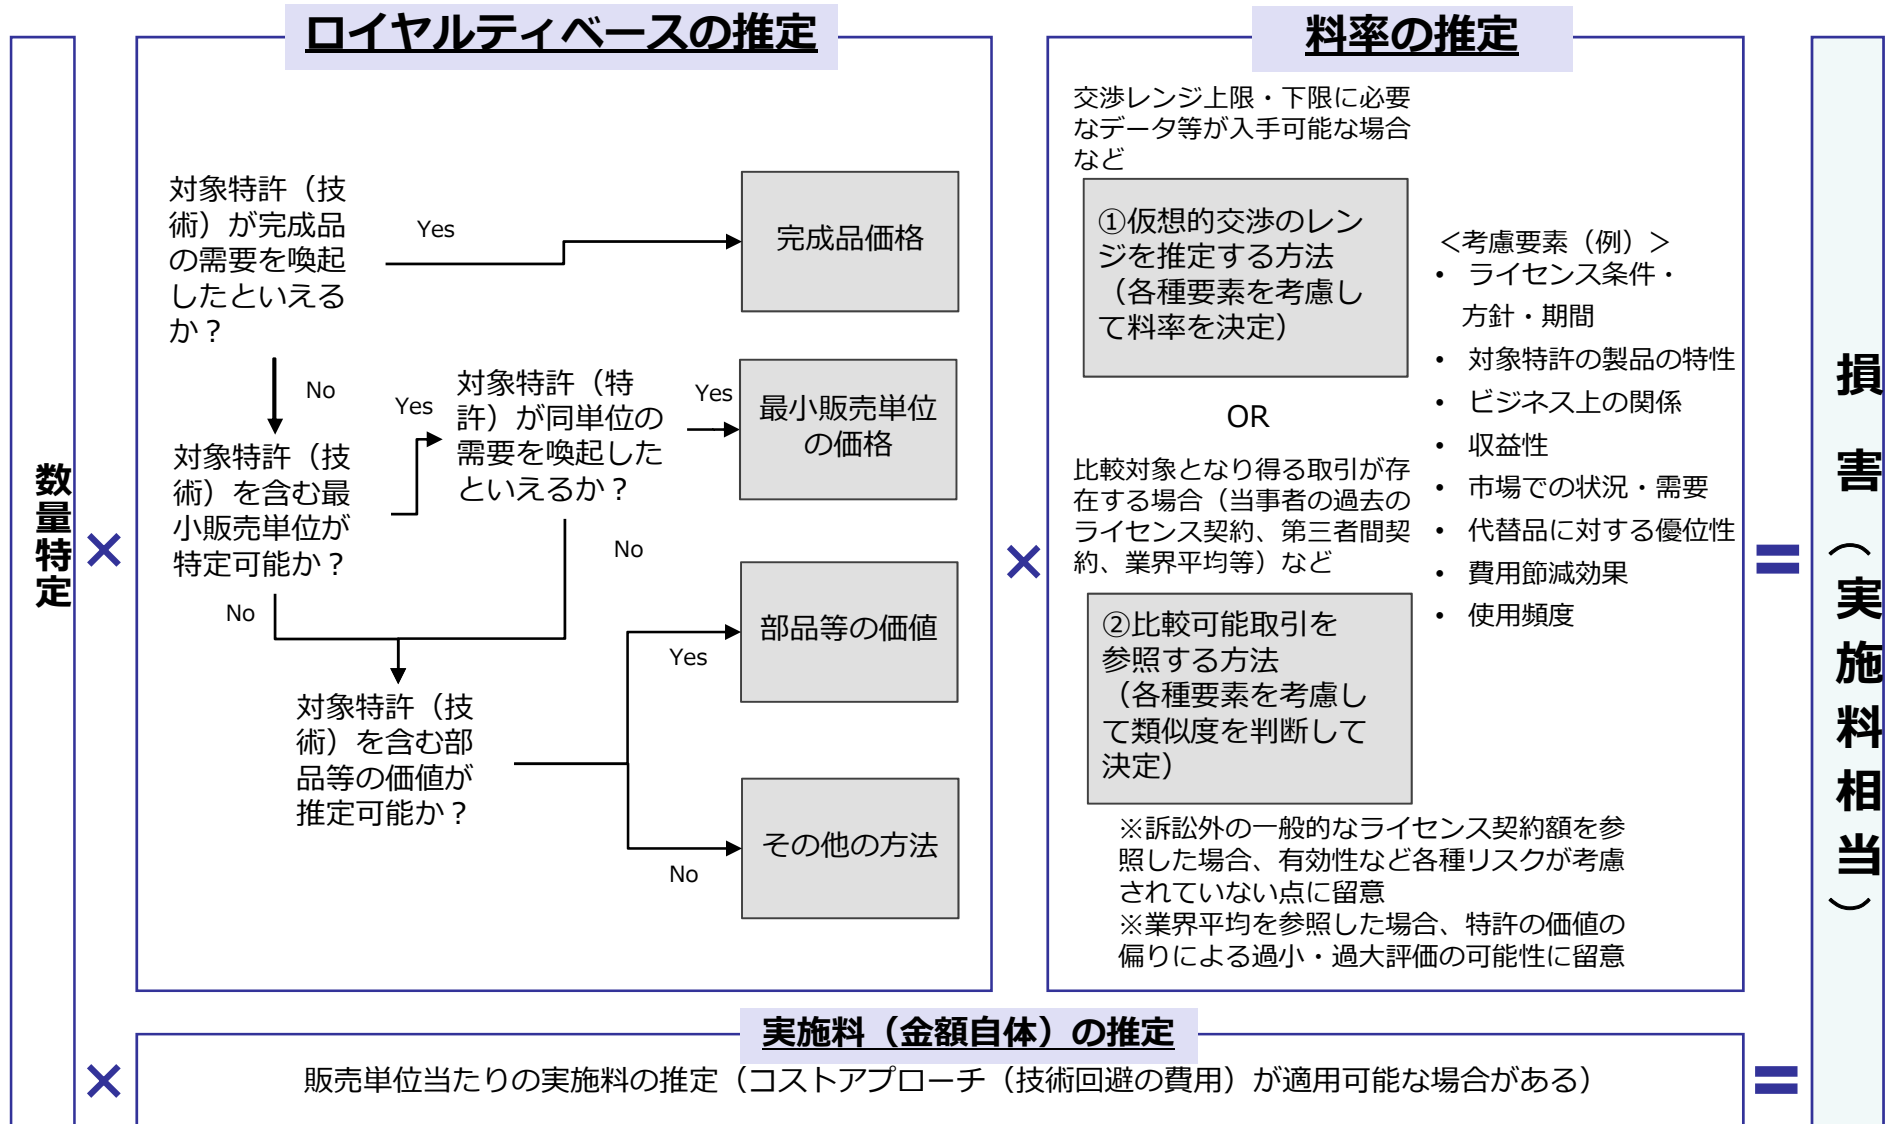 ロイヤルティベースの推定
料率の推定
数量特定
×
対象特許（技
術）が完成品
の需要を喚起
したといえる
か？
Yes
完成品価格
No
対象特許（技
術）を含む最
小販売単位が
特定可能か？
Yes
対象特許（特
許）が同単位の
需要を喚起した
といえるか？
Yes
最小販売単位
の価格
No
No
対象特許（技
術）を含む部
品等の価値が
推定可能か？
Yes
部品等の価値
No
その他の方法
×
交渉レンジ上限・下限に必要
なデータ等が入手可能な場合
など
①仮想的交渉のレン
ジを推定する方法
（各種要素を考慮し
て料率を決定）
OR
比較対象となり得る取引が存
在する場合（当事者の過去の
ライセンス契約、第三者間契
約、業界平均等）など
②比較可能取引を
参照する方法
（各種要素を考慮し
て類似度を判断して
決定）
＜考慮要素（例）＞
• ライセンス条件・
方針・期間
• 対象特許の製品の特性
• ビジネス上の関係
• 収益性
• 市場での状況・需要
• 代替品に対する優位性
• 費用節減効果
• 使用頻度
※訴訟外の一般的なライセンス契約額を参
照した場合、有効性など各種リスクが考慮
されていない点に留意
※業界平均を参照した場合、特許の価値の
偏りによる過小・過大評価の可能性に留意
=
損害（実施料相当）
実施料（金額自体）の推定
×
販売単位当たりの実施料の推定（コストアプローチ（技術回避の費用）が適用可能な場合がある）
=